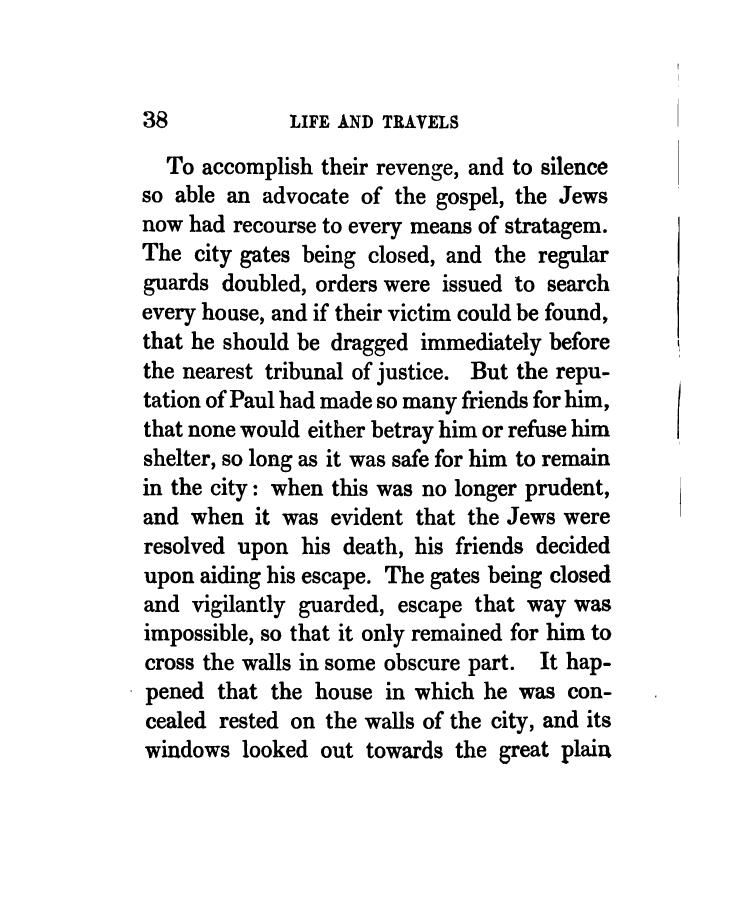 38 LIFE AND TRAVELS
To accomplish their revenge, and to silence
so able an advocate of the gospel, the Jews
now had recourse to every means of stratagem.
The city gates being closed, and the regular
guards doubled, orders were issued to search
every house, and if their victim could be found,
that he should be dragged immediately before
the nearest tribunal of justice. But the repu-
tation of Paul had made so many friends for him,
that none would either betray him or refuse him
shelter, so long as it was safe for him to remain
in the city: when this was no longer prudent,
and when it was evident that the Jews were
resolved upon his death, his friends decided
upon aiding his escape. The gates being closed
and vigilantly guarded, escape that way was
impossible, so that it only remained for him to
cross the walls in some obscure part. It hap-
pened that the house in which he was con-
cealed rested on the walls of the city, and its
windows looked out towards the great plain